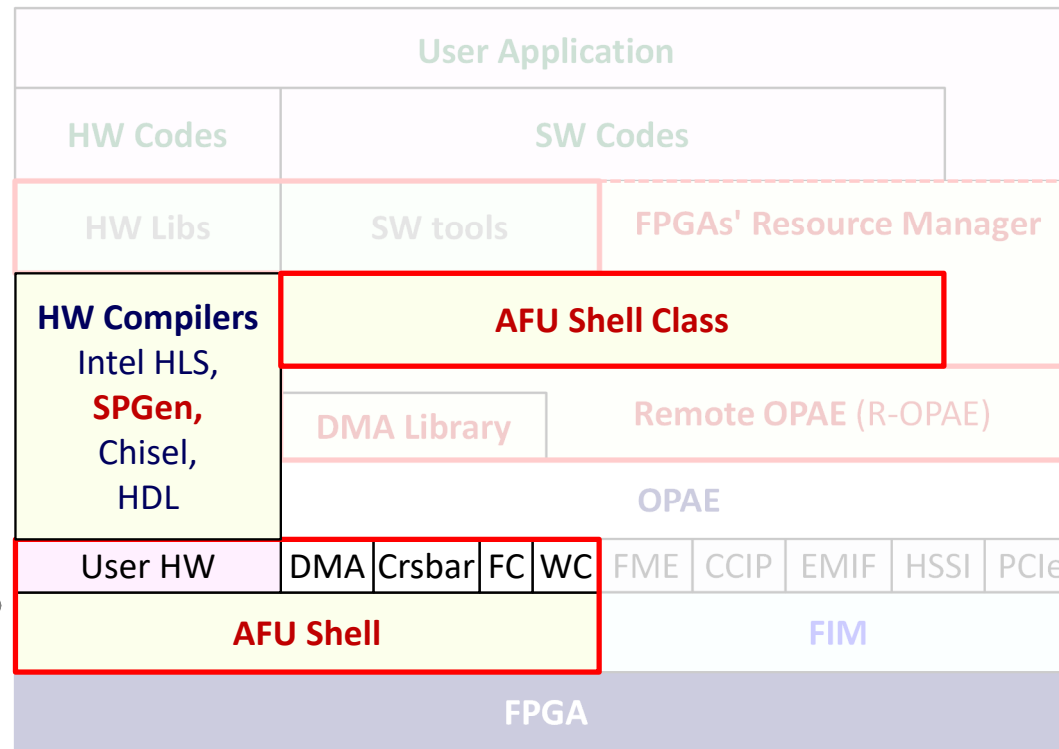 User Application
HW Codes
SW Codes
HW Libs
SW tools
FPGAs' Resource Manager
HW Compilers
Intel HLS,
SPGen,
Chisel,
HDL
AFU Shell Class
DMA Library
Remote OPAE (R-OPAE)
OPAE
User HW
DMA
Crsbar
FC
WC
FME
CCIP
EMIF
HSSI
PCIe
AFU Shell
FIM
FPGA